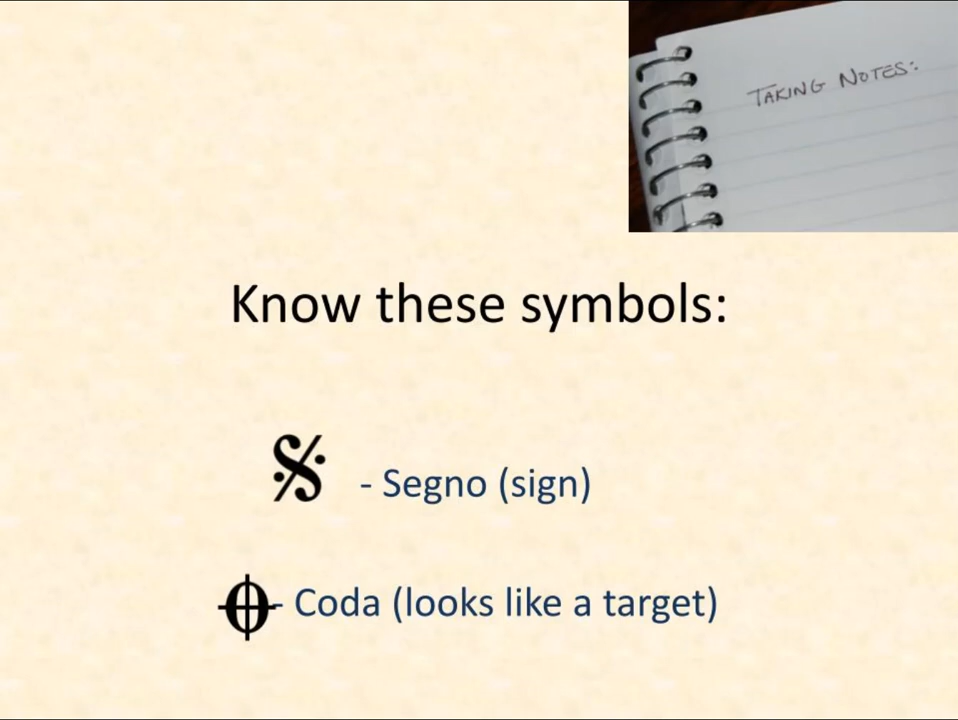 TAKING NOTES:
Know these symbols:
- Segno (sign)
- Coda (looks like a target)